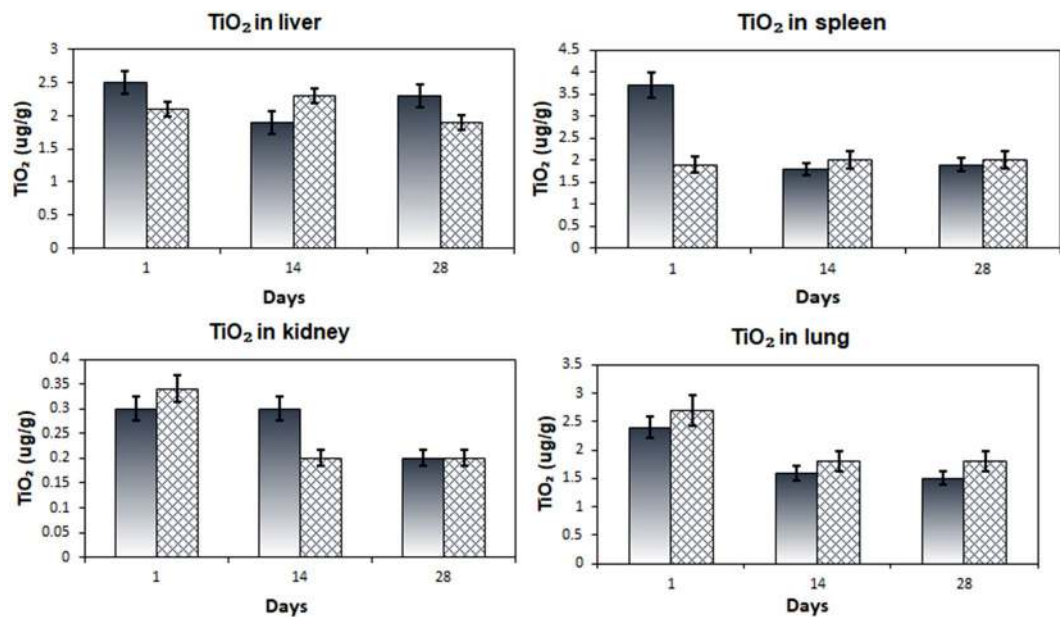 TiO₂ in liver
3
2.5
2
1.5
1
0.5
0
TiO₂ (ug/g)
1 14 28
Days
TiO₂ in spleen
4.5
4
3.5
3
2.5
2
1.5
1
0.5
0
TiO₂ (ug/g)
1 14 28
Days
TiO₂ in kidney
0.4
0.35
0.3
0.25
0.2
0.15
0.1
0.05
0
TiO₂ (ug/g)
1 14 28
Days
TiO₂ in lung
3.5
3
2.5
2
1.5
1
0.5
0
TiO₂ (ug/g)
1 14 28
Days